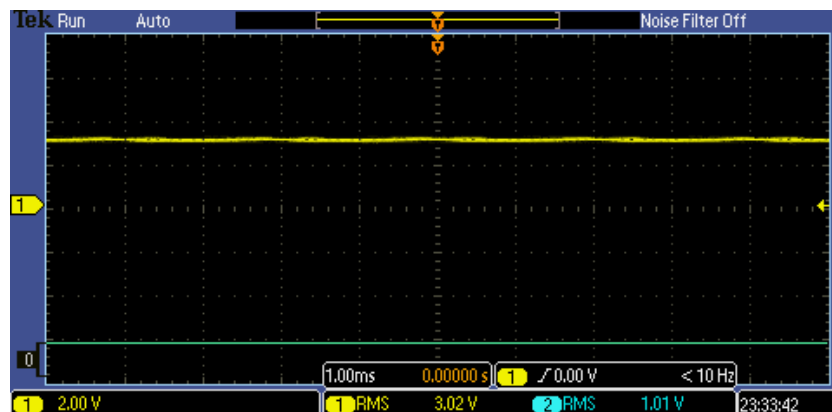 Tek Run Auto Noise Filter Off
T
T
1
0
1.00ms 0.00000 s 1 / 0.00 V < 10 Hz
1 2.00 V 1 RMS 3.02 V 2 RMS 1.01 V 23:33:42